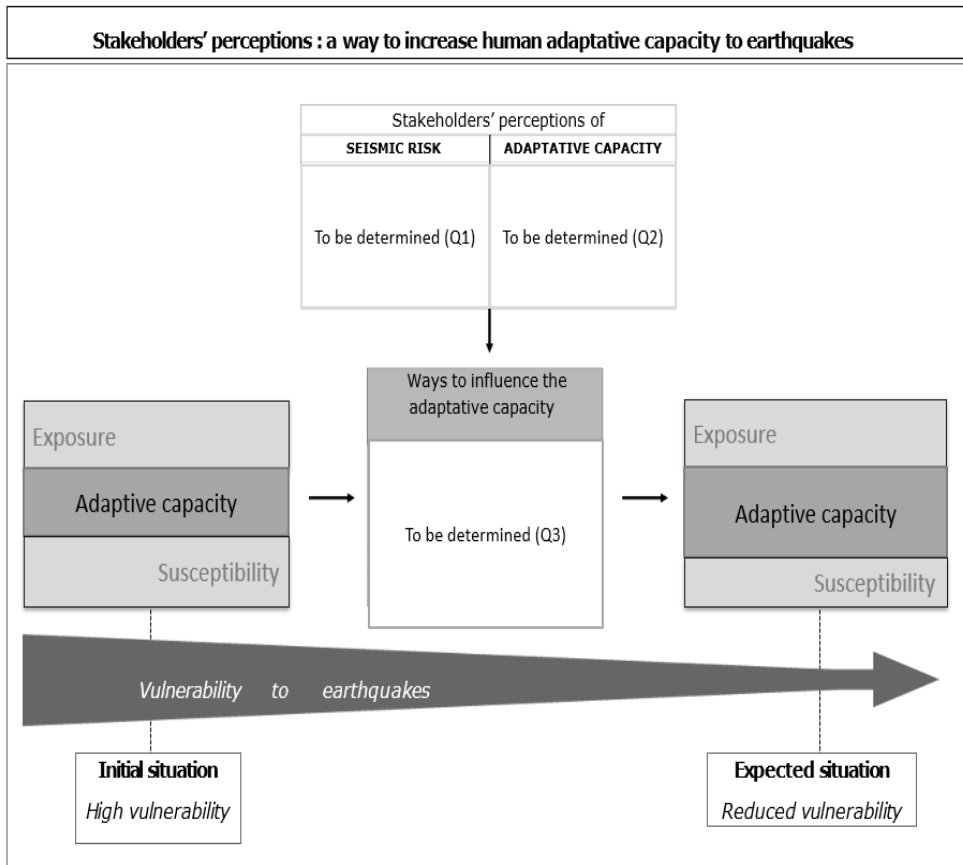 Stakeholders' perceptions : a way to increase human adaptative capacity to earthquakes
Stakeholders' perceptions of
SEISMIC RISK
ADAPTATIVE CAPACITY
To be determined (Q1)
To be determined (Q2)
Ways to influence the
adaptative capacity
To be determined (Q3)
Exposure
Adaptive capacity
Susceptibility
Exposure
Adaptive capacity
Susceptibility
Vulnerability to earthquakes
Initial situation
High vulnerability
Expected situation
Reduced vulnerability